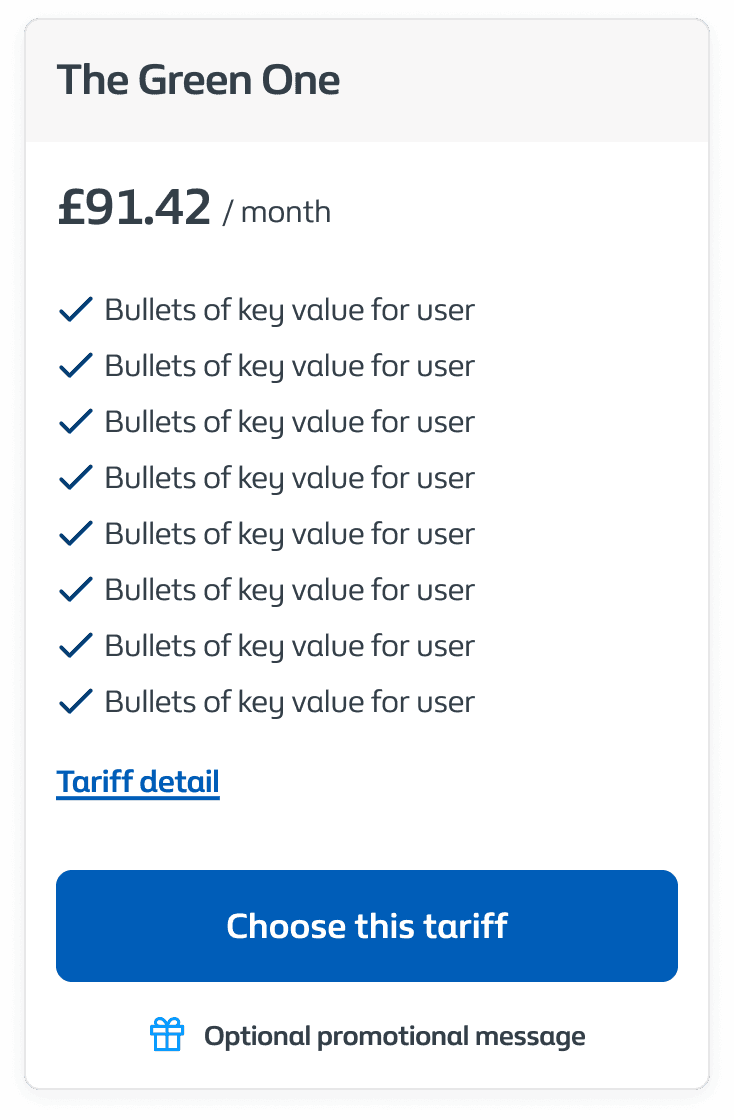 The Green One
£91.42 / month
Bullets of key value for user
Bullets of key value for user
Bullets of key value for user
Bullets of key value for user
Bullets of key value for user
Bullets of key value for user
Bullets of key value for user
Bullets of key value for user
Tariff detail
Choose this tariff
Optional promotional message